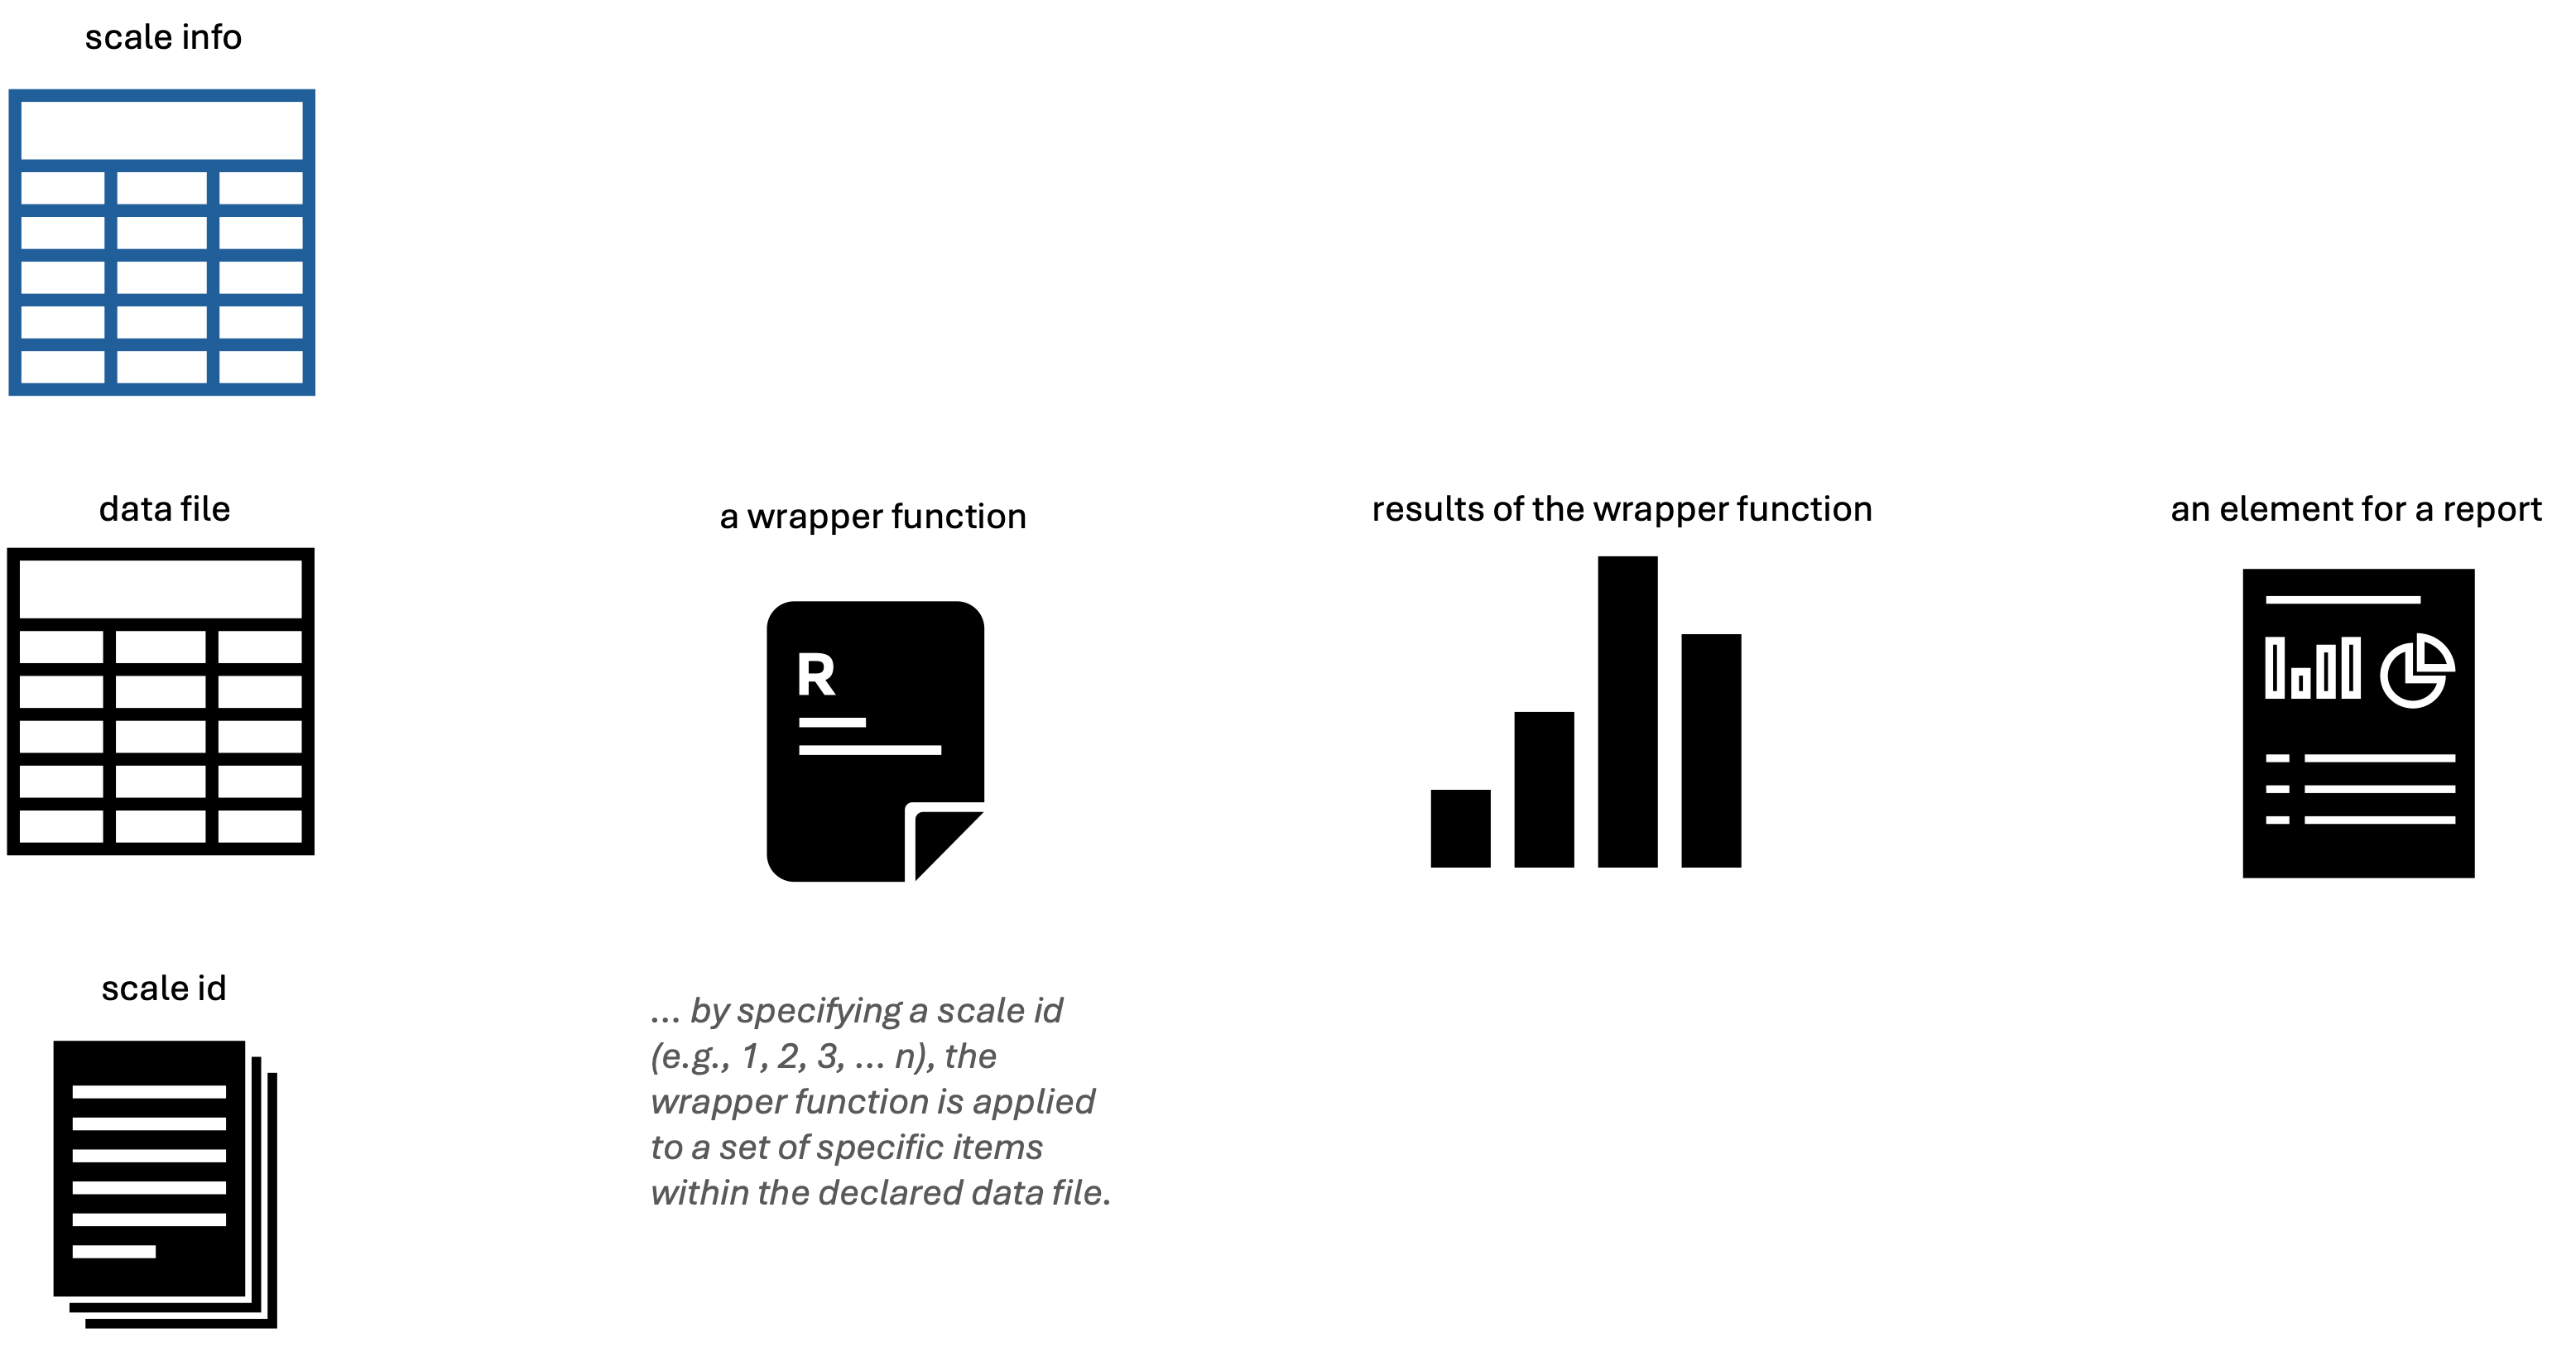 scale info
data file
a wrapper function
results of the wrapper function
an element for a report
R
scale id
... by specifying a scale id
(e.g., 1, 2, 3, ... n), the
wrapper function is applied
to a set of specific items
within the declared data file.